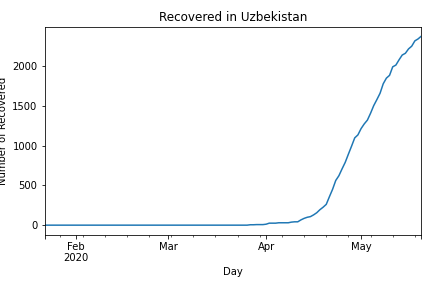 Recovered in Uzbekistan
Number of Recovered
2000
1500
1000
500
0
Feb
2020
Mar
Apr
May
Day